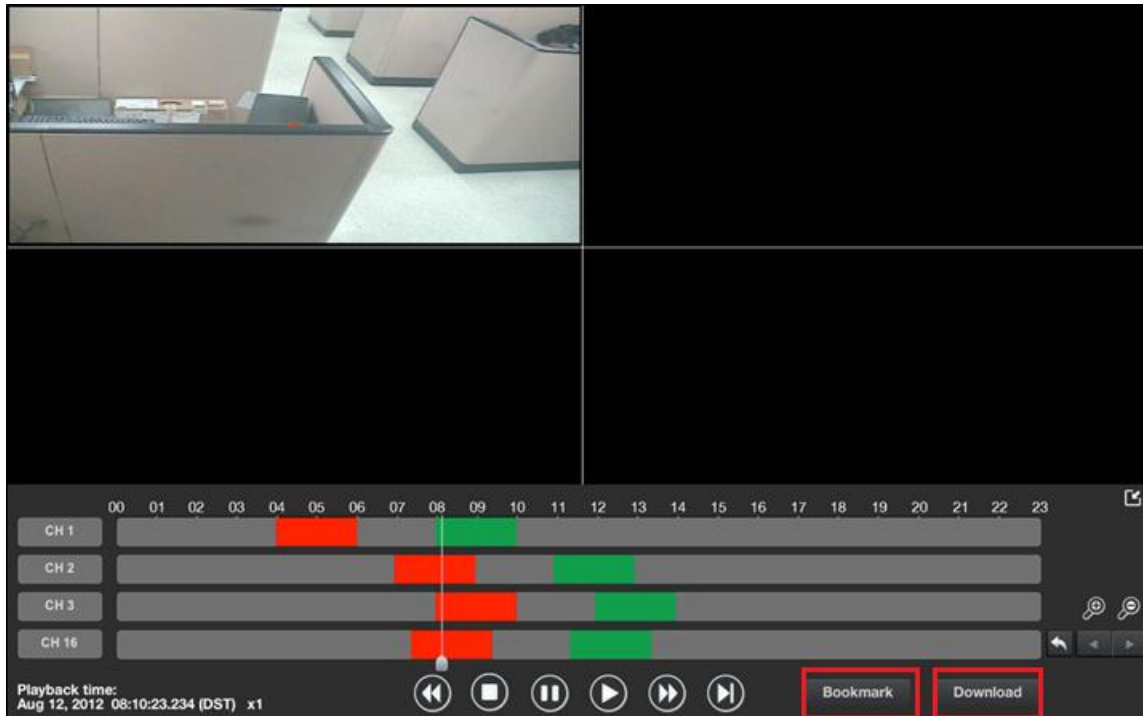 00 01 02 03 04 05 06 07 08 09 10 11 12 13 14 15 16 17 18 19 20 21 22 23
CH 1
CH 2
CH 3
CH 16
Playback time:
Aug 12, 2012 08:10:23.234 (DST) x1
Bookmark
Download